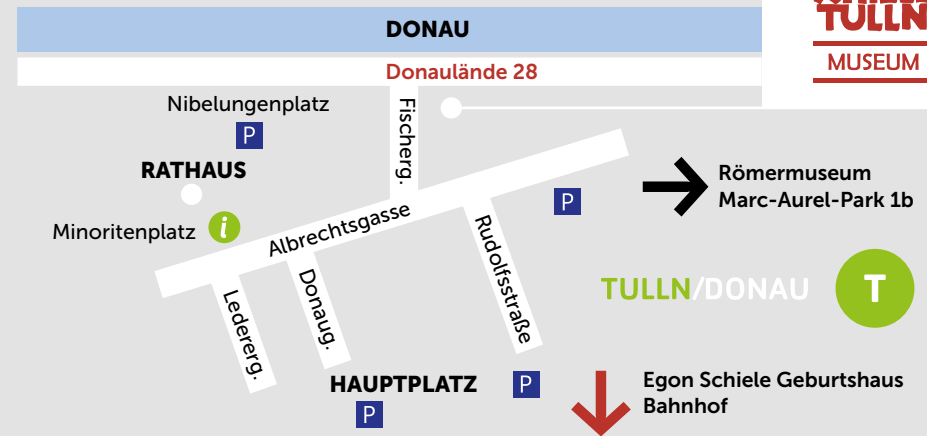 DONAU
TULLN
MUSEUM
Donaulände 28
Nibelungenplatz
P
Fischerg.
RATHAUS
Römermuseum
Marc-Aurel-Park 1b
P
Minoritenplatz i
Albrechtsgasse
Rudolfsstraße
Ledererg.
Donaug.
TULLN/DONAU
T
HAUPTPLATZ
P
P
Egon Schiele Geburtshaus
Bahnhof